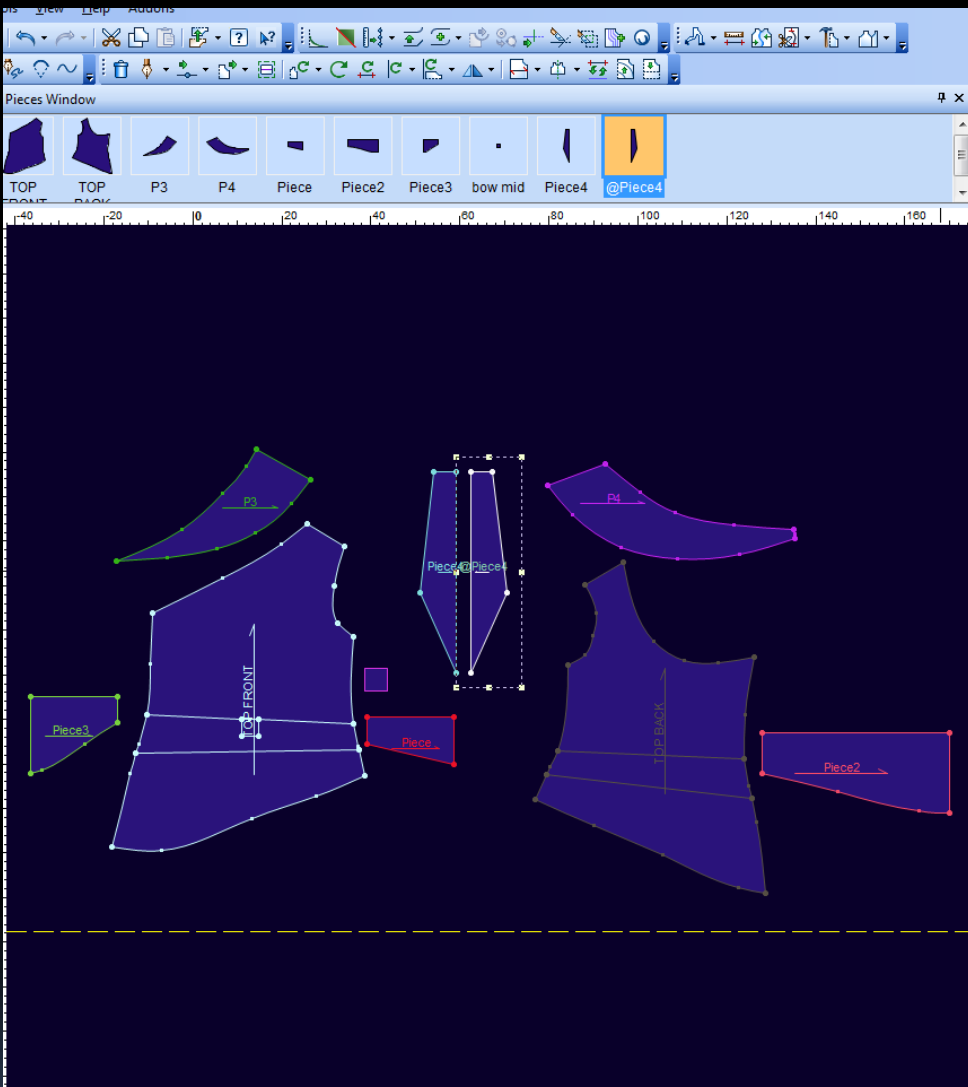 View Help Addons
Pieces Window
TOP TOP P3 P4 Piece Piece2 Piece3 bow mid Piece4 @Piece4
-40 -20 0 20 40 60 80 100 120 140 160
P3
P4
Piece4 @Piece4
TOP FRONT
TOP BACK
Piece3
Piece
Piece2